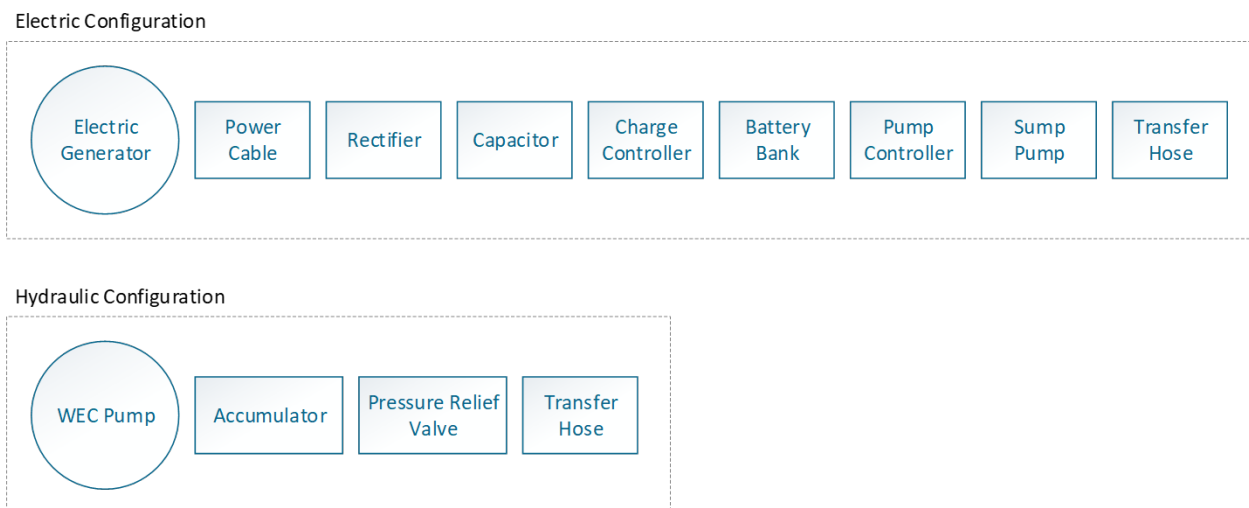 Electric Configuration
Electric
Generator
Power
Cable
Rectifier
Capacitor
Charge
Controller
Battery
Bank
Pump
Controller
Sump
Pump
Transfer
Hose
Hydraulic Configuration
WEC Pump
Accumulator
Pressure Relief
Valve
Transfer
Hose